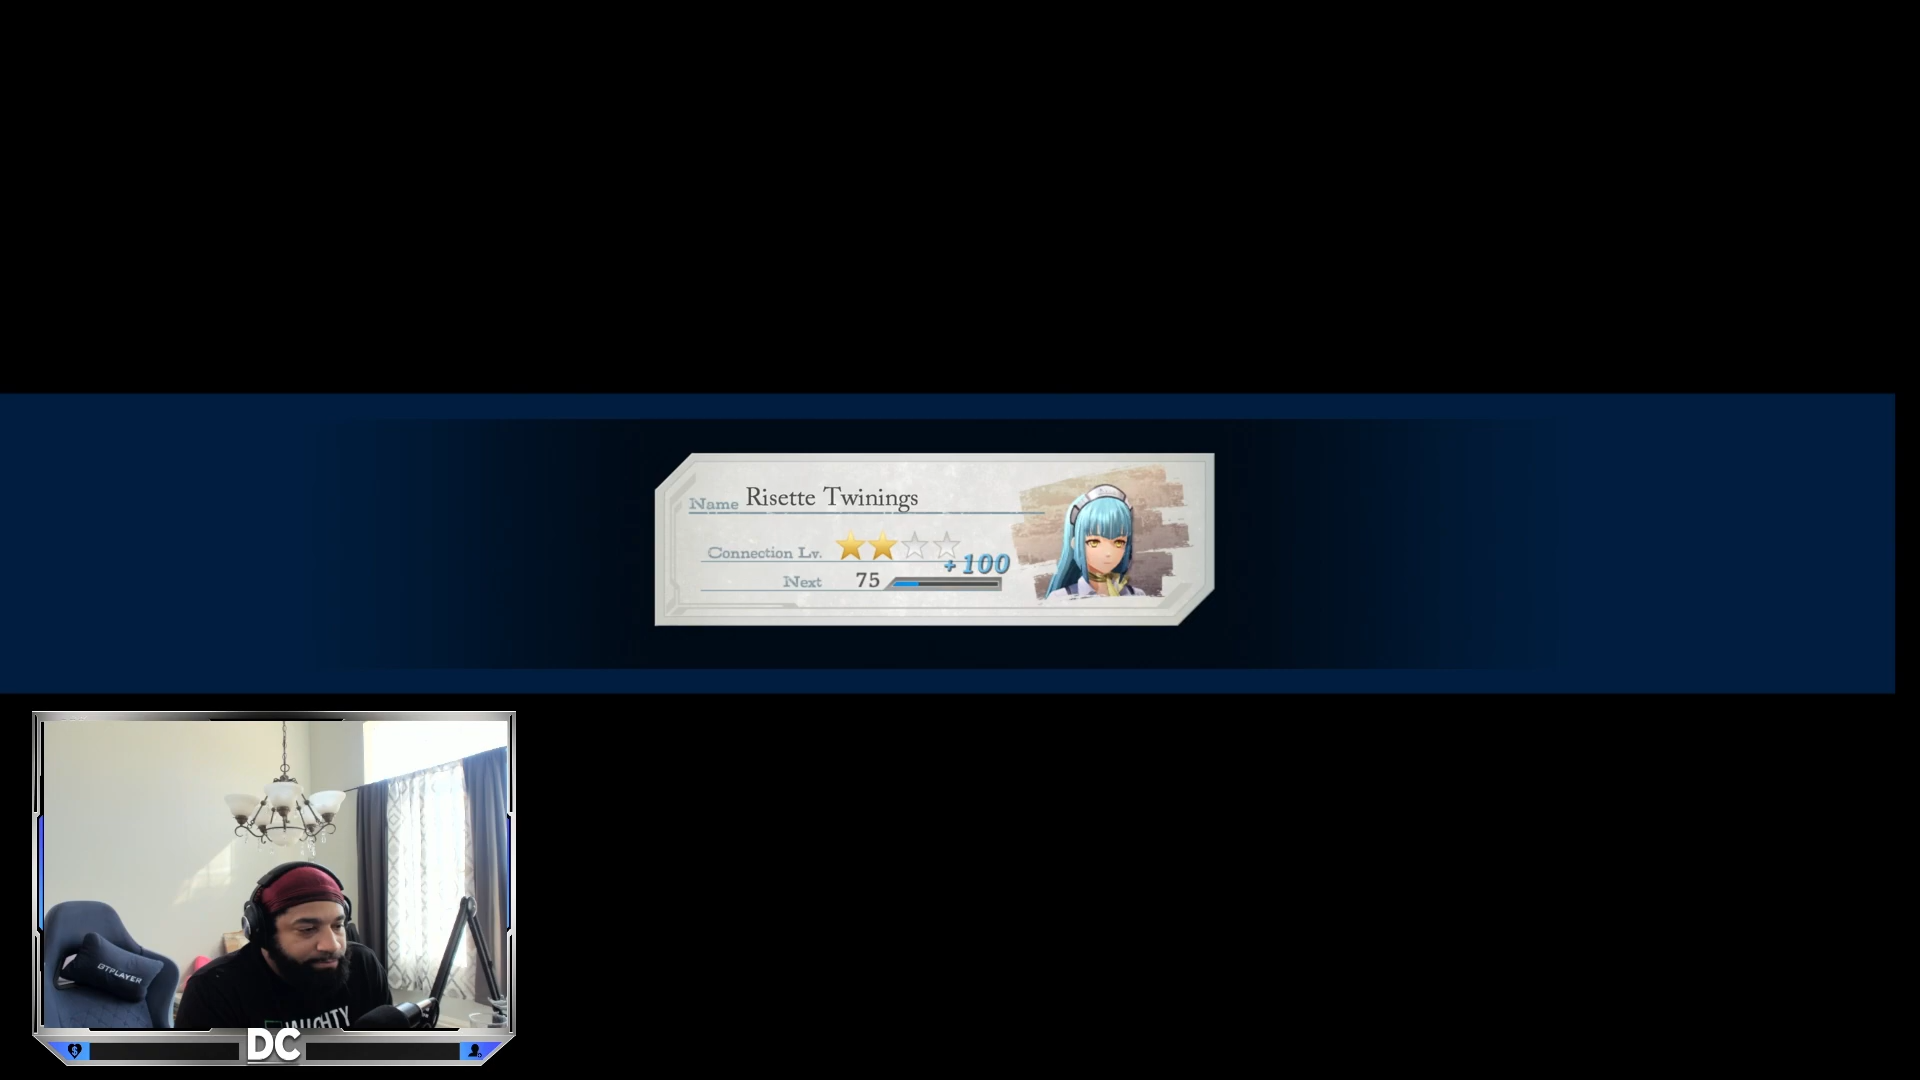 Name Risette Twinings
Connection Lv.
+100
Next 75
GTPLAYER
DC